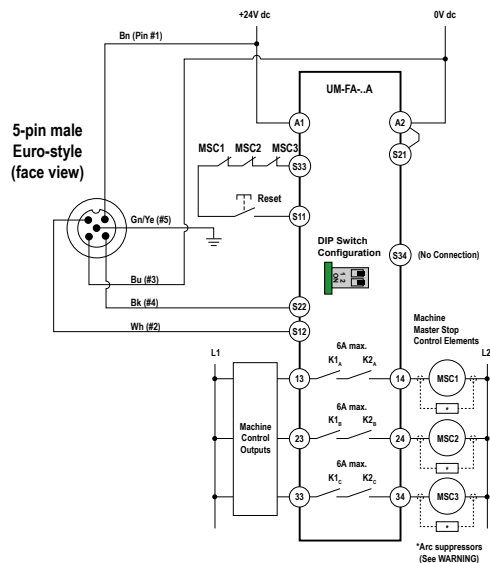 +24V dc
0V dc
Bn (Pin #1)
UM-FA-..A
A1
A2
5-pin male
Euro-style
(face view)
MSC1 MSC2 MSC3
S33
S21
Reset
Gn/Ye (#5)
S11
DIP Switch
Configuration
S34
(No Connection)
1 2
ON
Bu (#3)
Bk (#4)
S22
Wh (#2)
S12
Machine
Master Stop
Control Elements
L1
L2
6A max.
K1A K2A
13
14
MSC1
*
Machine
Control
Outputs
6A max.
K1B K2B
23
24
MSC2
*
6A max.
K1C K2C
33
34
MSC3
*
*Arc suppressors
(See WARNING)